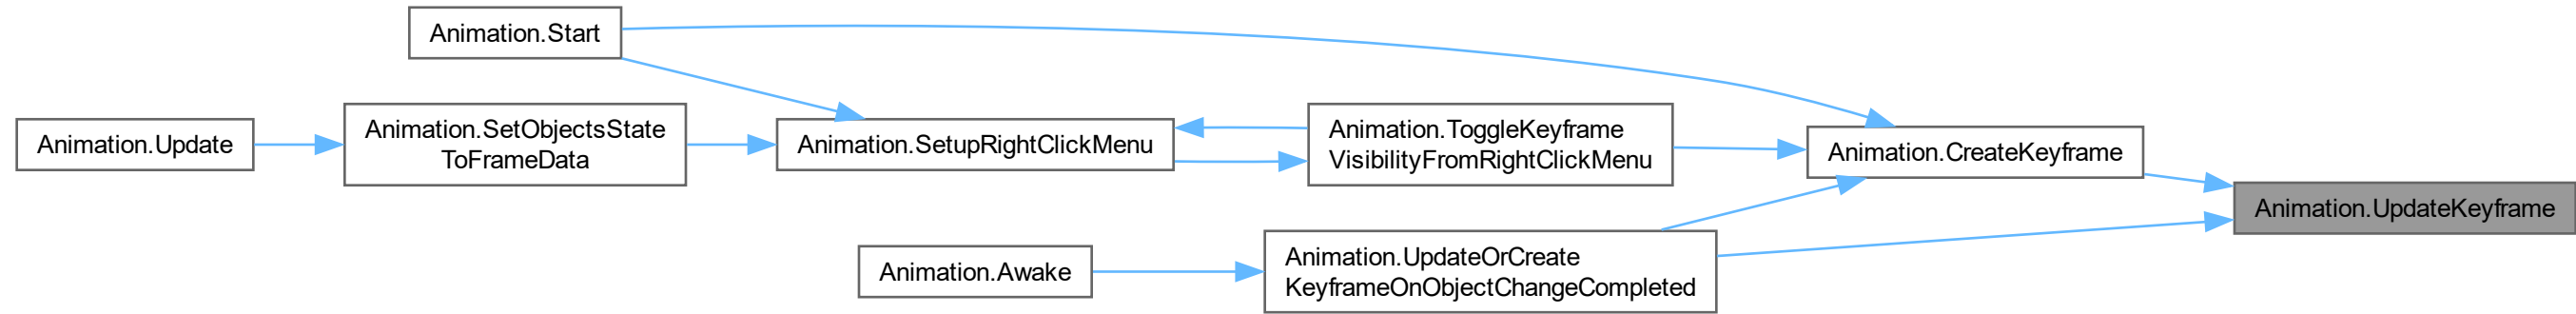 Animation.Start
Animation.Update
Animation.SetObjectsState
ToFrameData
Animation.SetupRightClickMenu
Animation.ToggleKeyframe
VisibilityFromRightClickMenu
Animation.CreateKeyframe
Animation.UpdateKeyframe
Animation.Awake
Animation.UpdateOrCreate
KeyframeOnObjectChangeCompleted